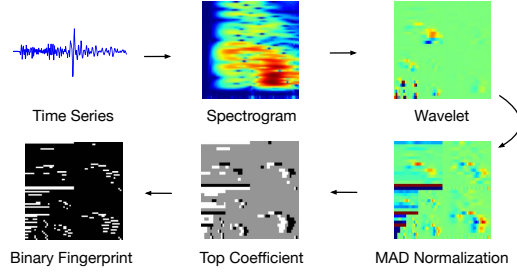 Time Series
Spectrogram
Wavelet
Binary Fingerprint
Top Coefficient
MAD Normalization